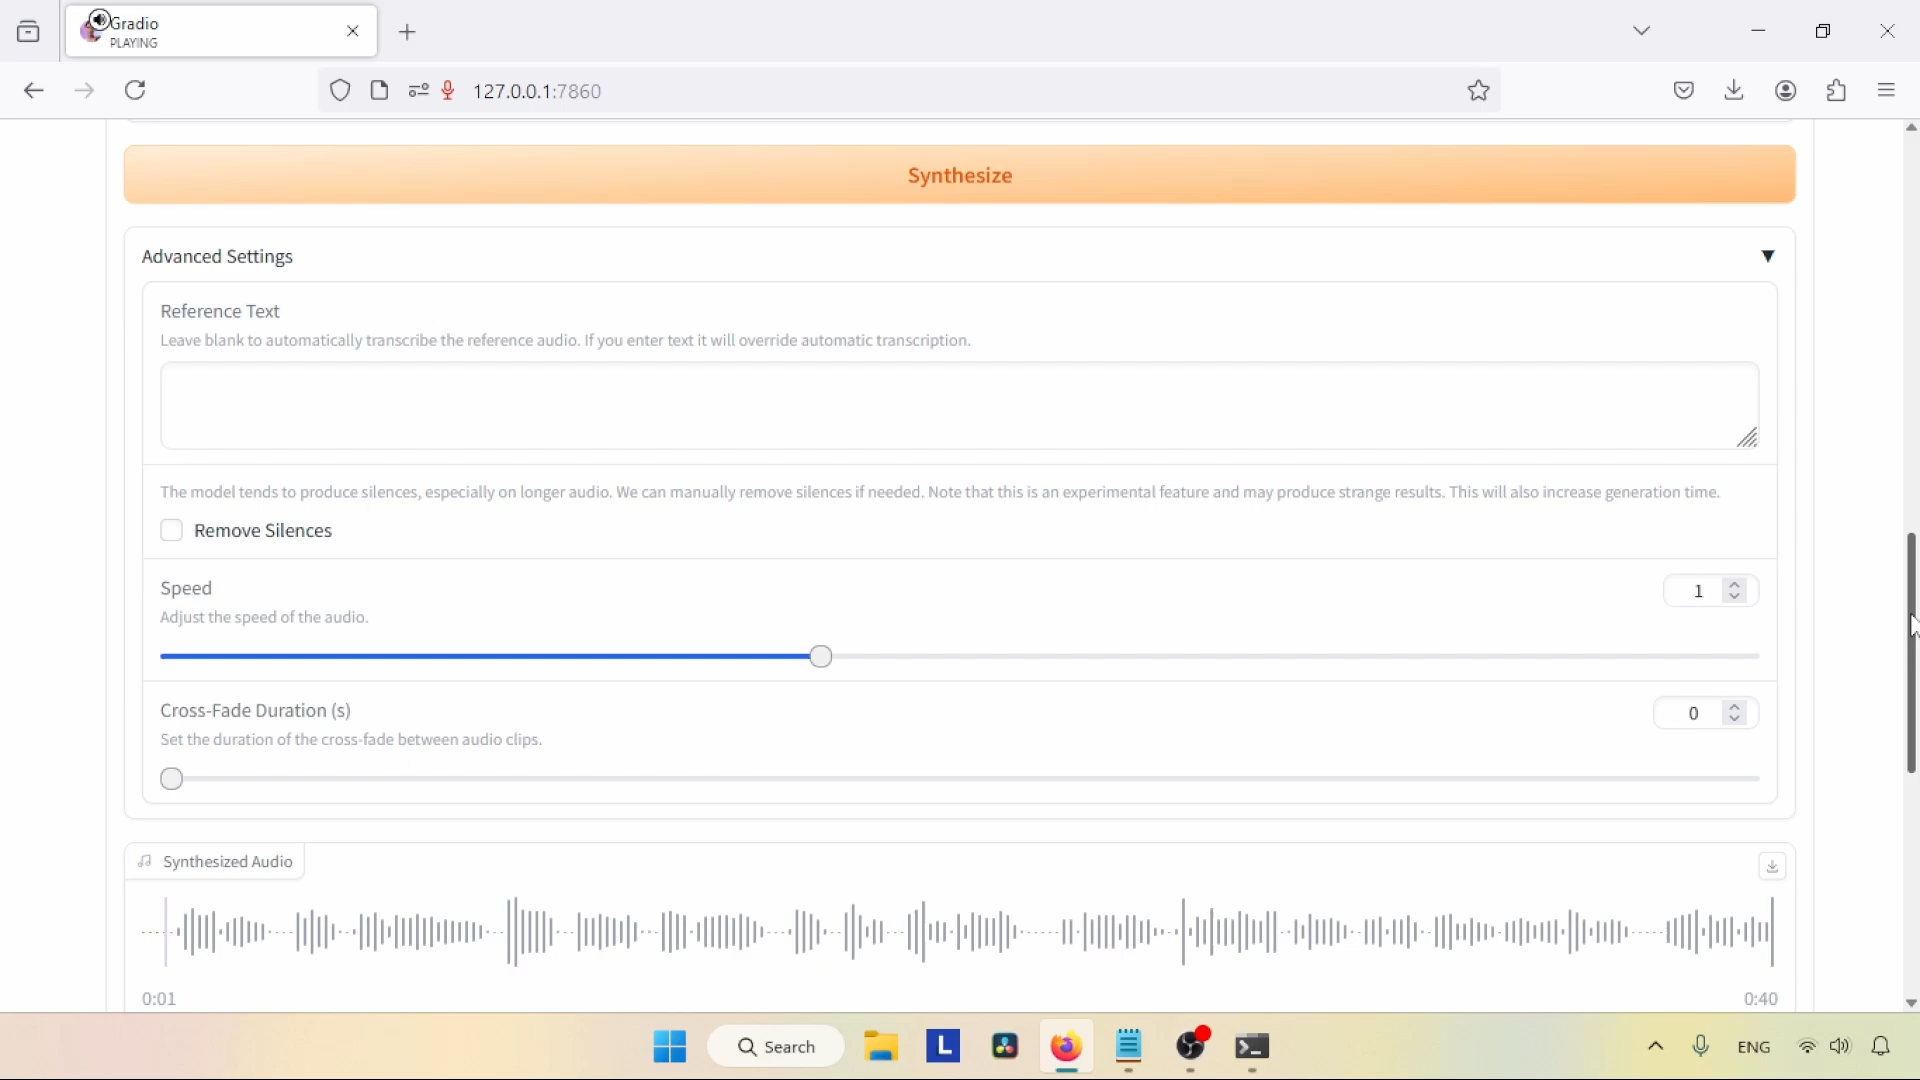 Gradio
PLAYING
127.0.0.1:7860
Synthesize
Advanced Settings
Reference Text
Leave blank to automatically transcribe the reference audio. If you enter text it will override automatic transcription.
The model tends to produce silences, especially on longer audio. We can manually remove silences if needed. Note that this is an experimental feature and may produce strange results. This will also increase generation time.
Remove Silences
Speed
1
Adjust the speed of the audio.
Cross-Fade Duration (s)
0
Set the duration of the cross-fade between audio clips.
Synthesized Audio
0:01
0:40
L
Search
ENG